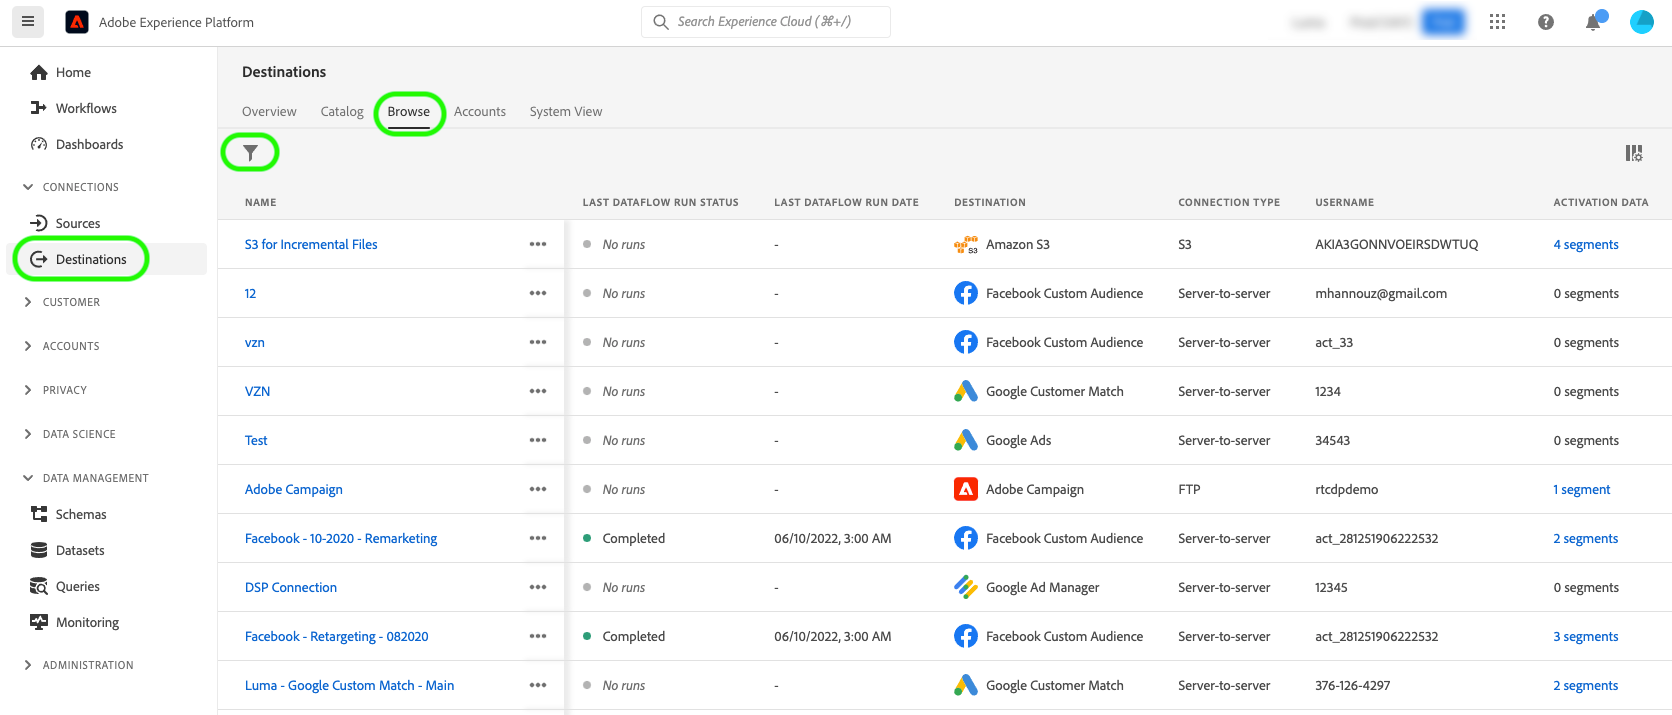 Adobe Experience Platform
Search Experience Cloud (⌘+/)
Home
Workflows
Dashboards
CONNECTIONS
Sources
Destinations
CUSTOMER
ACCOUNTS
PRIVACY
DATA SCIENCE
DATA MANAGEMENT
Schemas
Datasets
Queries
Monitoring
ADMINISTRATION
Destinations
Overview Catalog Browse Accounts System View
NAME LAST DATAFLOW RUN STATUS LAST DATAFLOW RUN DATE DESTINATION CONNECTION TYPE USERNAME ACTIVATION DATA
S3 for Incremental Files ••• No runs - S3 Amazon S3 S3 AKIA3GONNVOEIRSDWTUQ 4 segments
12 ••• No runs - Facebook Custom Audience Server-to-server mhannouz@gmail.com 0 segments
vzn ••• No runs - Facebook Custom Audience Server-to-server act_33 0 segments
VZN ••• No runs - Google Customer Match Server-to-server 1234 0 segments
Test ••• No runs - Google Ads Server-to-server 34543 0 segments
Adobe Campaign ••• No runs - Adobe Campaign FTP rtcdpdemo 1 segment
Facebook - 10-2020 - Remarketing ••• Completed 06/10/2022, 3:00 AM Facebook Custom Audience Server-to-server act_281251906222532 2 segments
DSP Connection ••• No runs - Google Ad Manager Server-to-server 12345 0 segments
Facebook - Retargeting - 082020 ••• Completed 06/10/2022, 3:00 AM Facebook Custom Audience Server-to-server act_281251906222532 3 segments
Luma - Google Custom Match - Main ••• No runs - Google Customer Match Server-to-server 376-126-4297 2 segments